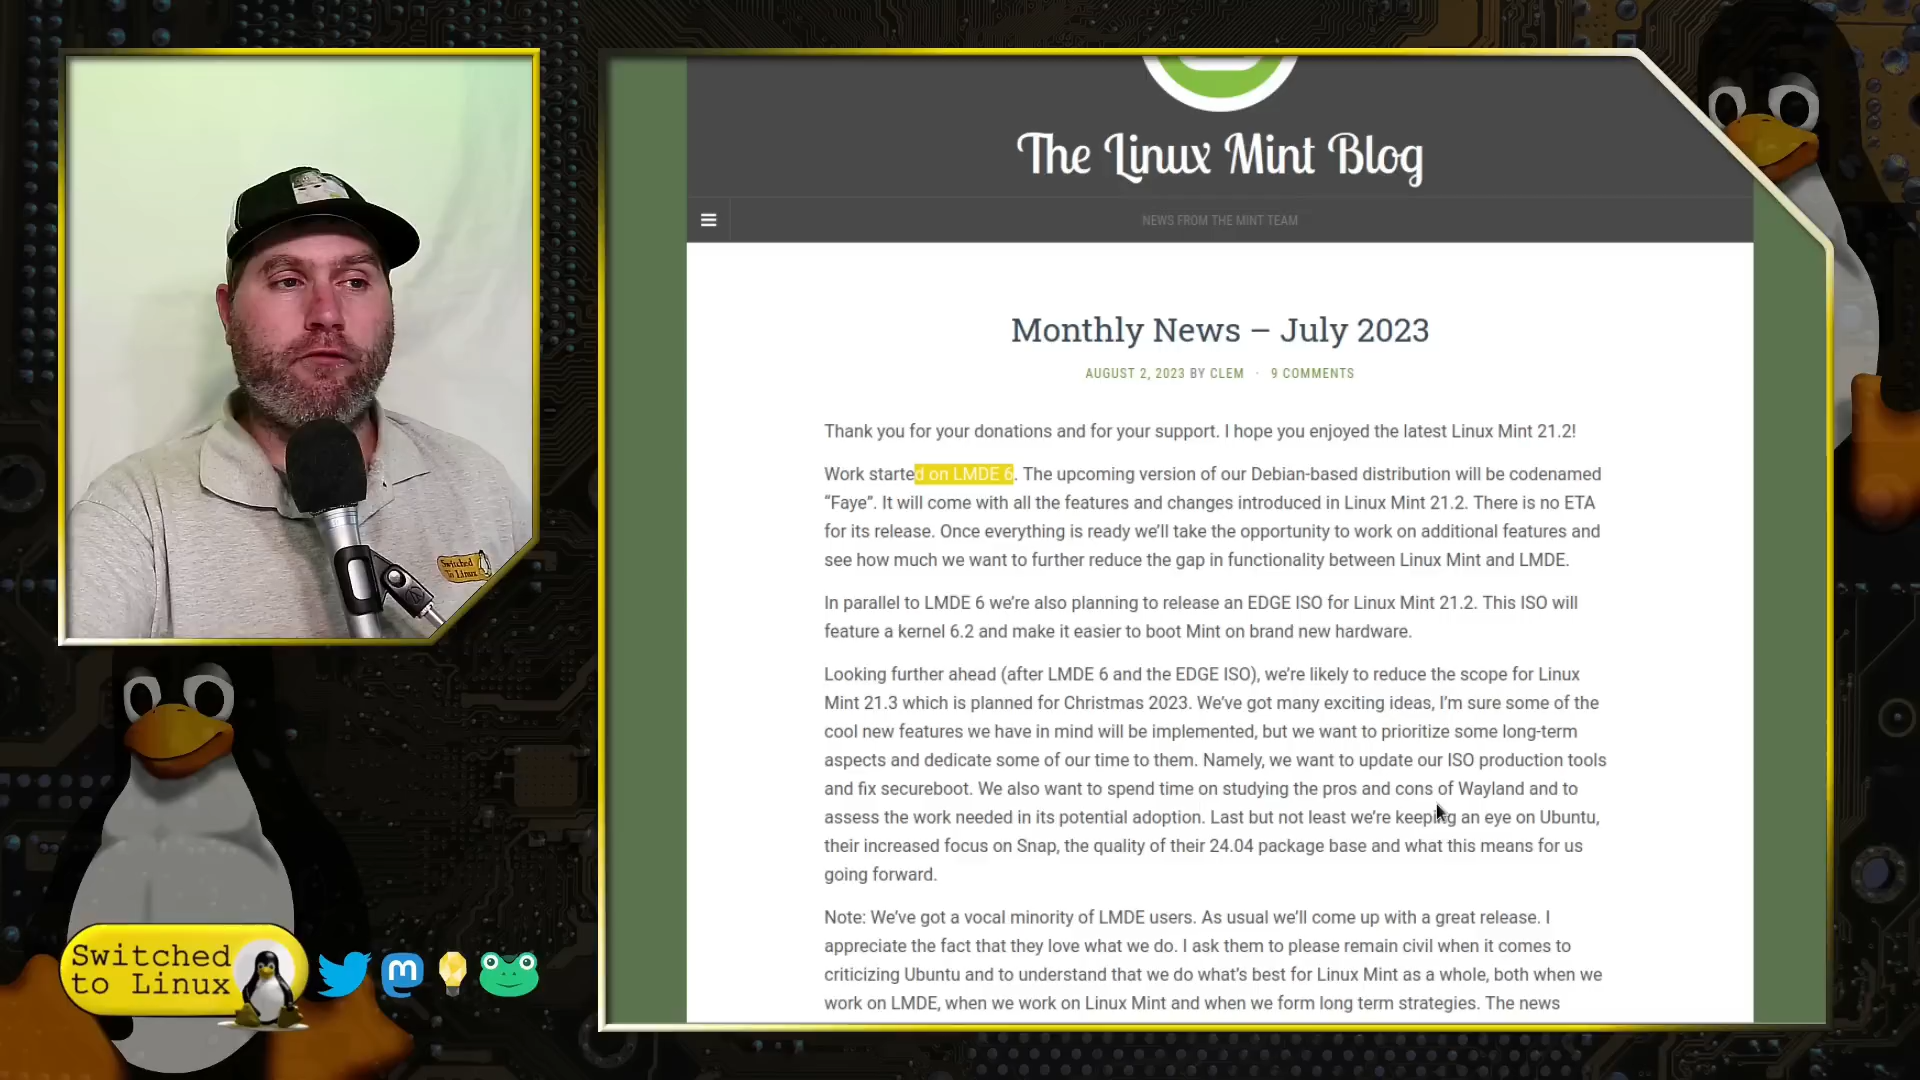 The Linux Mint Blog
NEWS FROM THE MINT TEAM
Monthly News – July 2023
AUGUST 2, 2023 BY CLEM · 9 COMMENTS
Thank you for your donations and for your support. I hope you enjoyed the latest Linux Mint 21.2!
Work started on LMDE 6. The upcoming version of our Debian-based distribution will be codenamed
“Faye”. It will come with all the features and changes introduced in Linux Mint 21.2. There is no ETA
for its release. Once everything is ready we’ll take the opportunity to work on additional features and
see how much we want to further reduce the gap in functionality between Linux Mint and LMDE.
In parallel to LMDE 6 we’re also planning to release an EDGE ISO for Linux Mint 21.2. This ISO will
feature a kernel 6.2 and make it easier to boot Mint on brand new hardware.
Looking further ahead (after LMDE 6 and the EDGE ISO), we’re likely to reduce the scope for Linux
Mint 21.3 which is planned for Christmas 2023. We’ve got many exciting ideas, I’m sure some of the
cool new features we have in mind will be implemented, but we want to prioritize some long-term
aspects and dedicate some of our time to them. Namely, we want to update our ISO production tools
and fix secureboot. We also want to spend time on studying the pros and cons of Wayland and to
assess the work needed in its potential adoption. Last but not least we’re keeping an eye on Ubuntu,
their increased focus on Snap, the quality of their 24.04 package base and what this means for us
going forward.
Note: We’ve got a vocal minority of LMDE users. As usual we’ll come up with a great release. I
appreciate the fact that they love what we do. I ask them to please remain civil when it comes to
criticizing Ubuntu and to understand that we do what’s best for Linux Mint as a whole, both when we
work on LMDE, when we work on Linux Mint and when we form long term strategies. The news
Switched
To Linux
Switched
to Linux